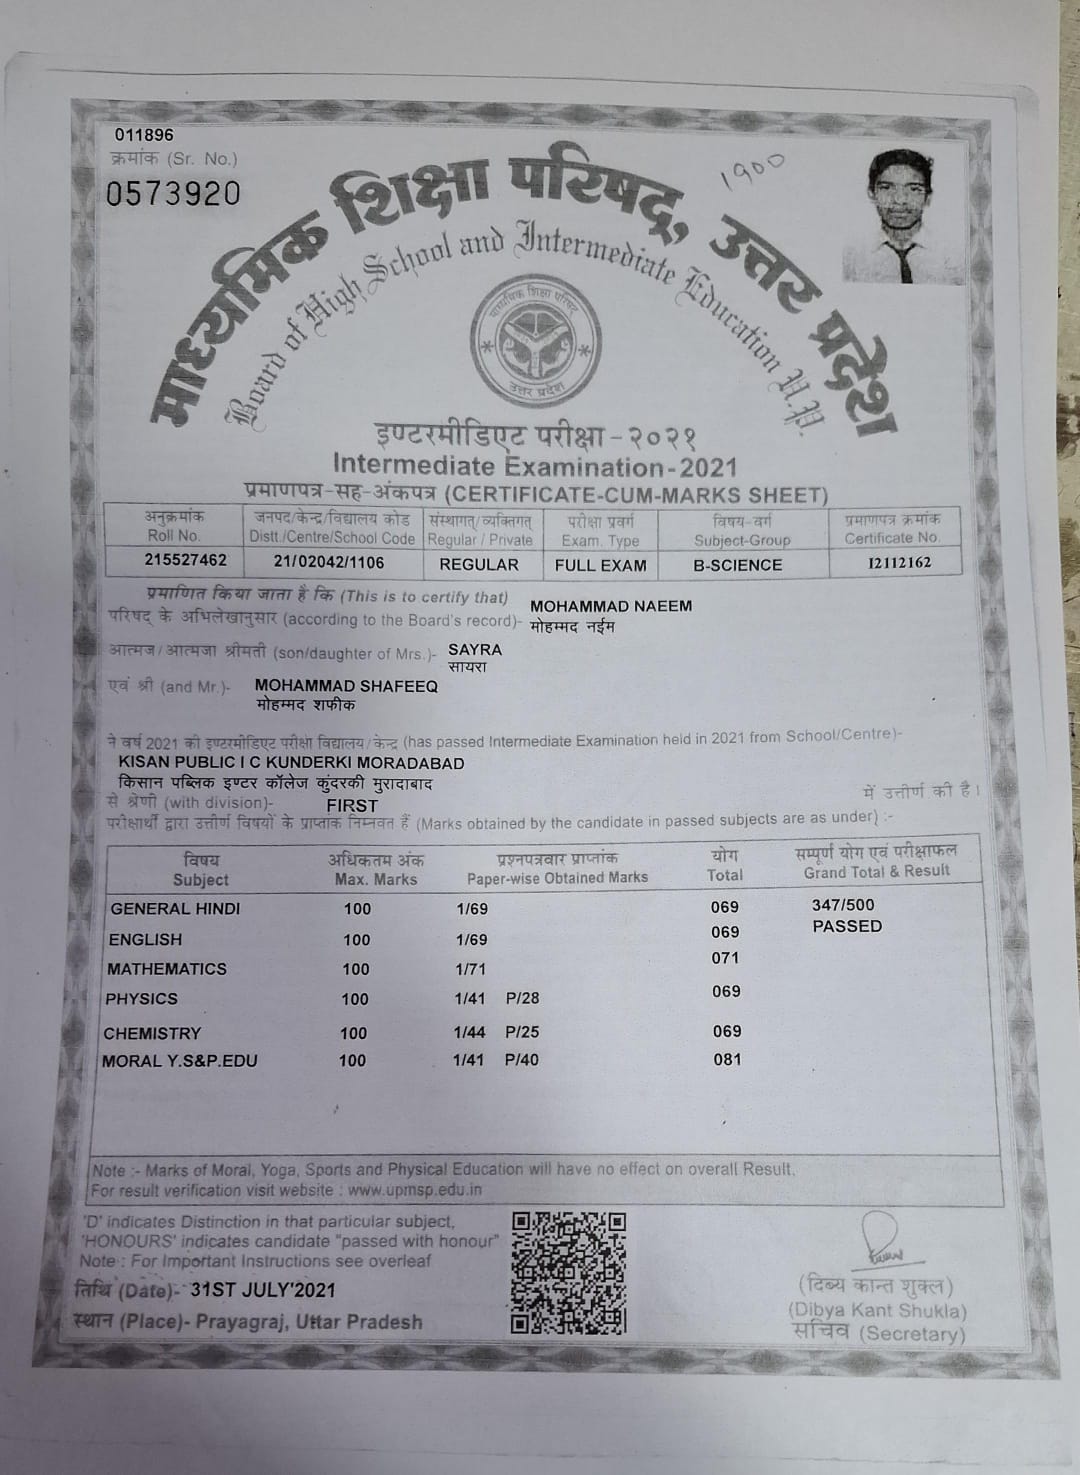 011896
क्रमांक (Sr. No.)
0573920
1900
माध्यमिक शिक्षा परिषद्, उत्तर प्रदेश
Board of High School and Intermediate Education U.P.
माध्यमिक शिक्षा परिषद
उत्तर प्रदेश
इण्टरमीडिएट परीक्षा-२०२१
Intermediate Examination-2021
प्रमाणपत्र-सह-अंकपत्र (CERTIFICATE-CUM-MARKS SHEET)
अनुक्रमांक जनपद/केन्द्र/विद्यालय कोड संस्थागत्/व्यक्तिगत् परीक्षा प्रवर्ग विषय-वर्ग प्रमाणपत्र क्रमांक
Roll No. Distt./Centre/School Code Regular / Private Exam. Type Subject-Group Certificate No.
215527462 21/02042/1106 REGULAR FULL EXAM B-SCIENCE I2112162
प्रमाणित किया जाता है कि (This is to certify that)
MOHAMMAD NAEEM
परिषद् के अभिलेखानुसार (according to the Board's record)- मोहम्मद नईम
आत्मज/आत्मजा श्रीमती (son/daughter of Mrs.)- SAYRA
सायरा
एवं श्री (and Mr.)- MOHAMMAD SHAFEEQ
मोहम्मद शफीक
ने वर्ष 2021 की इण्टरमीडिएट परीक्षा विद्यालय/केन्द्र (has passed Intermediate Examination held in 2021 from School/Centre)-
KISAN PUBLIC I C KUNDERKI MORADABAD
किसान पब्लिक इण्टर कॉलेज कुंदरकी मुरादाबाद
से श्रेणी (with division)- FIRST में उत्तीर्ण की है।
परीक्षार्थी द्वारा उत्तीर्ण विषयों के प्राप्तांक निम्नवत हैं (Marks obtained by the candidate in passed subjects are as under) :-
विषय अधिकतम अंक प्रश्नपत्रवार प्राप्तांक योग सम्पूर्ण योग एवं परीक्षाफल
Subject Max. Marks Paper-wise Obtained Marks Total Grand Total & Result
GENERAL HINDI 100 1/69 069 347/500
PASSED
ENGLISH 100 1/69 069
MATHEMATICS 100 1/71 071
PHYSICS 100 1/41 P/28 069
CHEMISTRY 100 1/44 P/25 069
MORAL Y.S&P.EDU 100 1/41 P/40 081
Note :- Marks of Moral, Yoga, Sports and Physical Education will have no effect on overall Result.
For result verification visit website : www.upmsp.edu.in
'D' indicates Distinction in that particular subject,
'HONOURS' indicates candidate "passed with honour"
Note : For Important Instructions see overleaf
तिथि (Date)- 31ST JULY'2021
स्थान (Place)- Prayagraj, Uttar Pradesh
(दिब्य कान्त शुक्ल)
(Dibya Kant Shukla)
सचिव (Secretary)